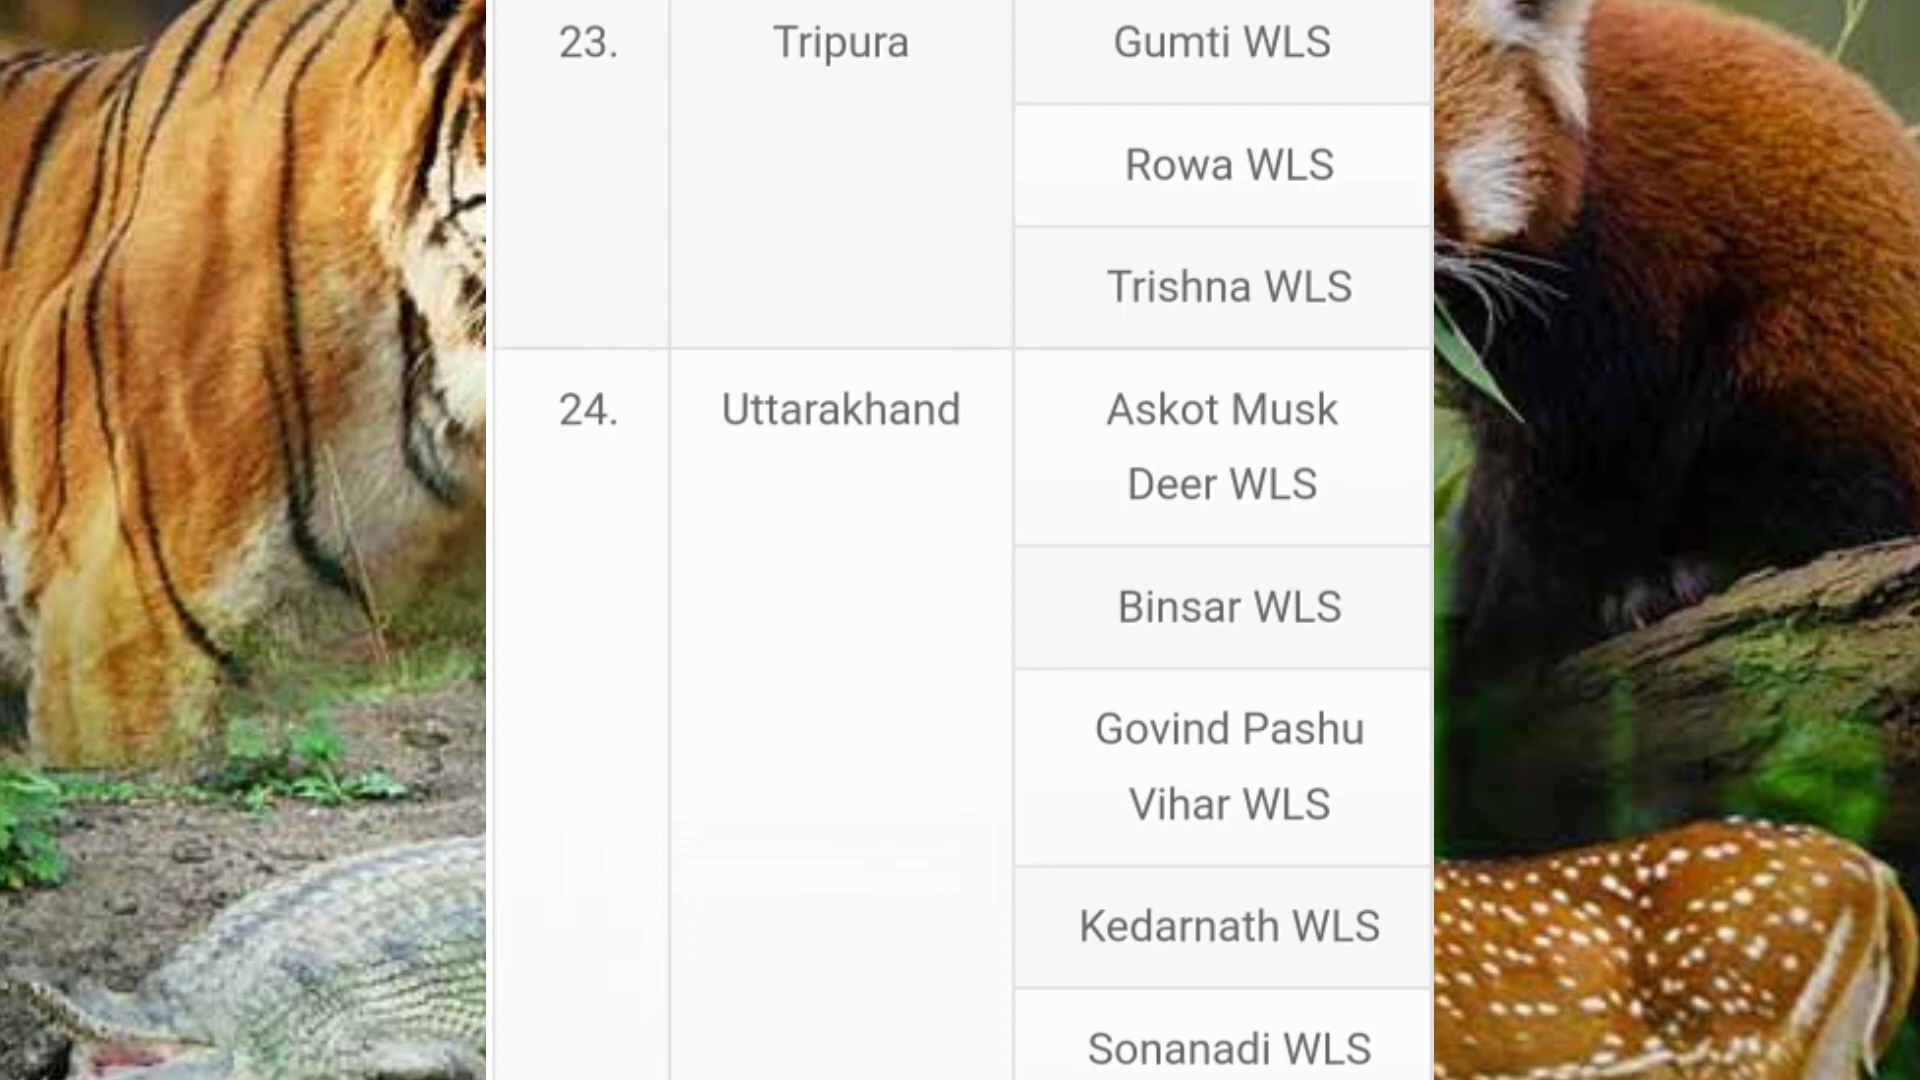 23.
Tripura
Gumti WLS
Rowa WLS
Trishna WLS
24.
Uttarakhand
Askot Musk
Deer WLS
Binsar WLS
Govind Pashu
Vihar WLS
Kedarnath WLS
Sonanadi WLS